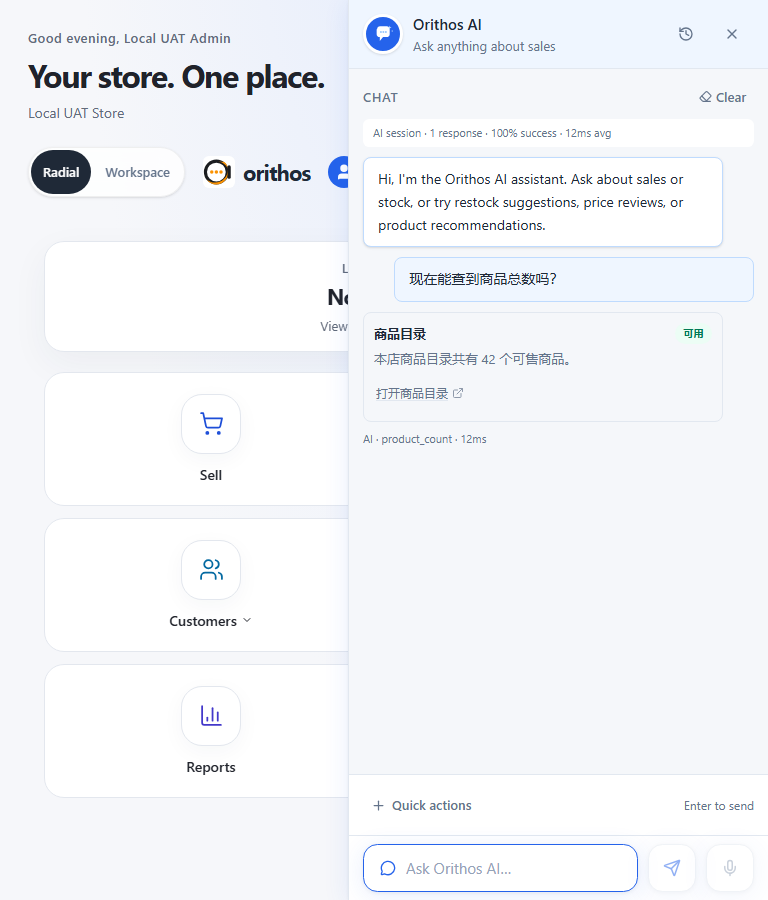 Good evening, Local UAT Admin
Your store. One place.
Local UAT Store
Radial
Workspace
orithos
View
Sell
Customers
Reports
Orithos AI
Ask anything about sales
CHAT
Clear
AI session · 1 response · 100% success · 12ms avg
Hi, I'm the Orithos AI assistant. Ask about sales or
stock, or try restock suggestions, price reviews, or
product recommendations.
现在能查到商品总数吗?
商品目录
可用
本店商品目录共有 42 个可售商品。
打开商品目录
AI · product_count · 12ms
Quick actions
Enter to send
Ask Orithos AI...